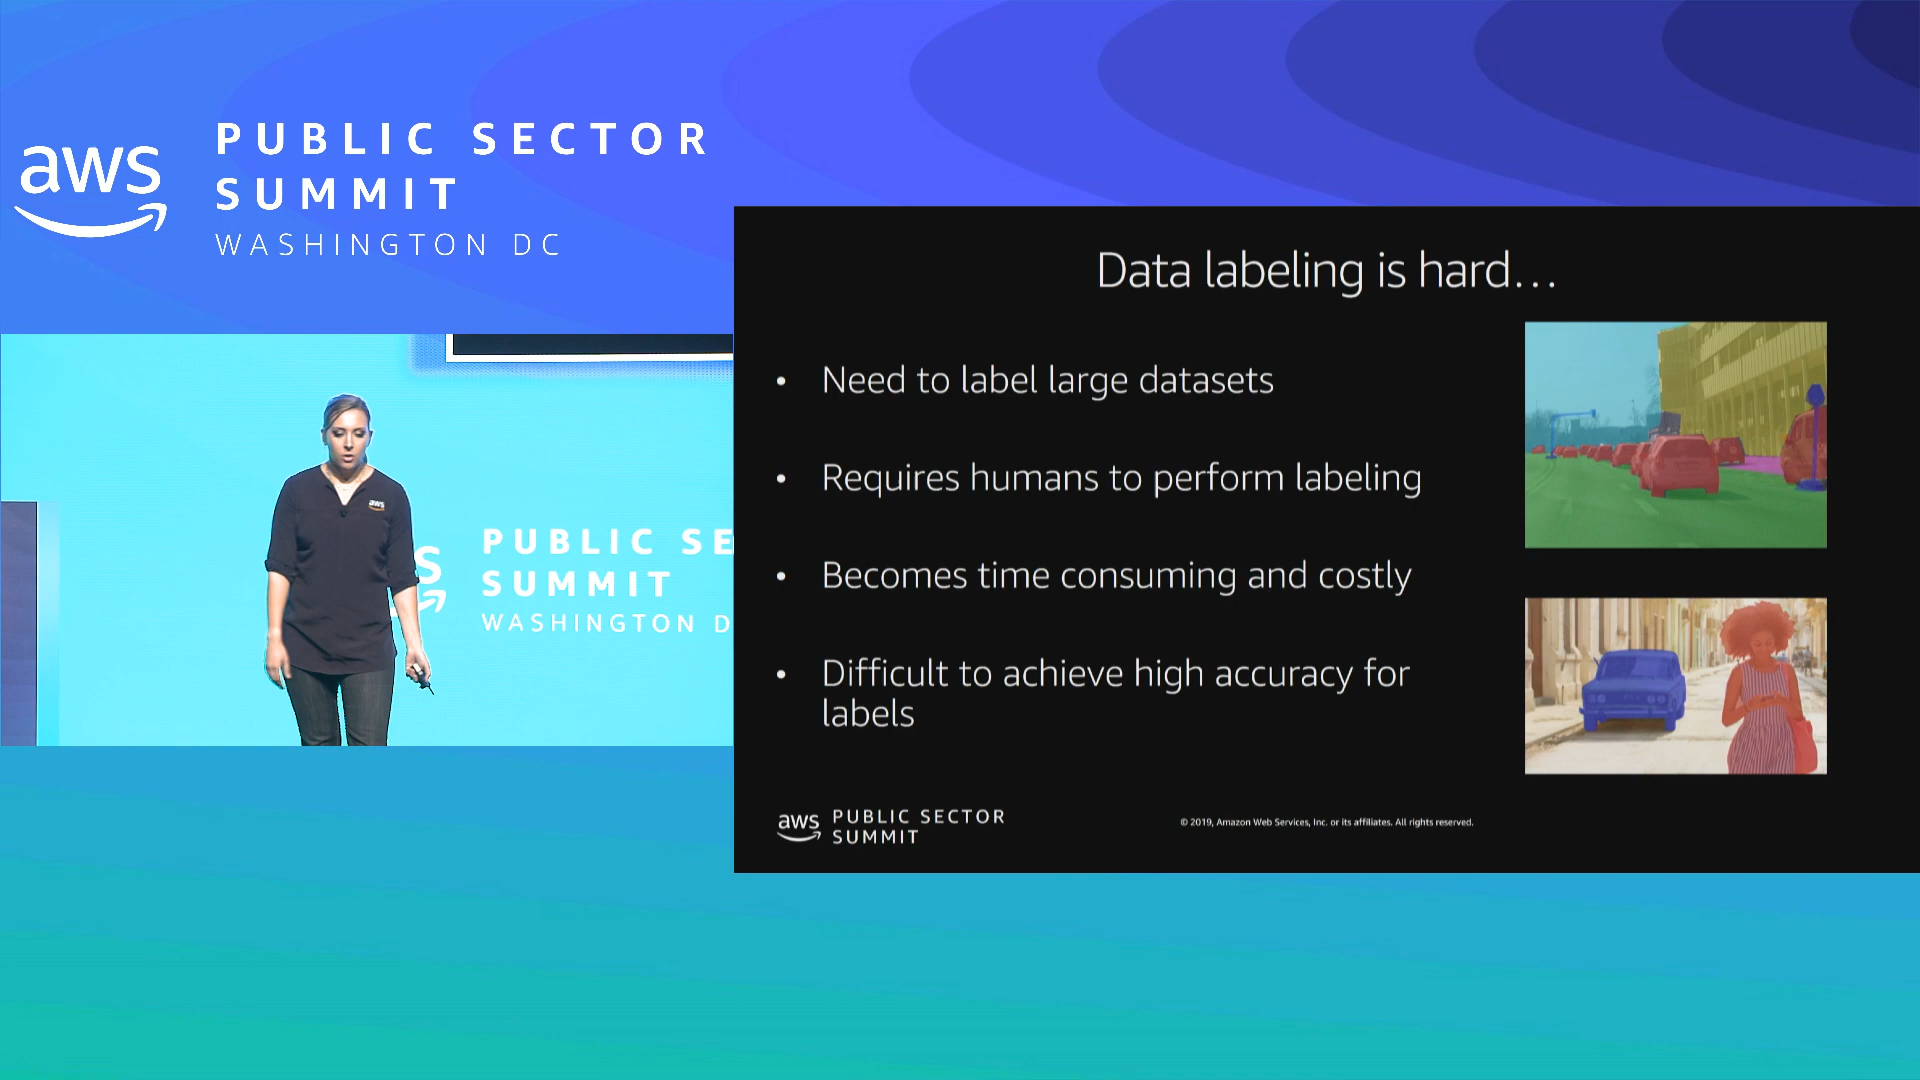 aws
PUBLIC SECTOR
SUMMIT
WASHINGTON DC
aws
S
PUBLIC SE
SUMMIT
WASHINGTON D
Data labeling is hard...
• Need to label large datasets
• Requires humans to perform labeling
• Becomes time consuming and costly
• Difficult to achieve high accuracy for
labels
aws
PUBLIC SECTOR
SUMMIT
© 2019, Amazon Web Services, Inc. or its affiliates. All rights reserved.